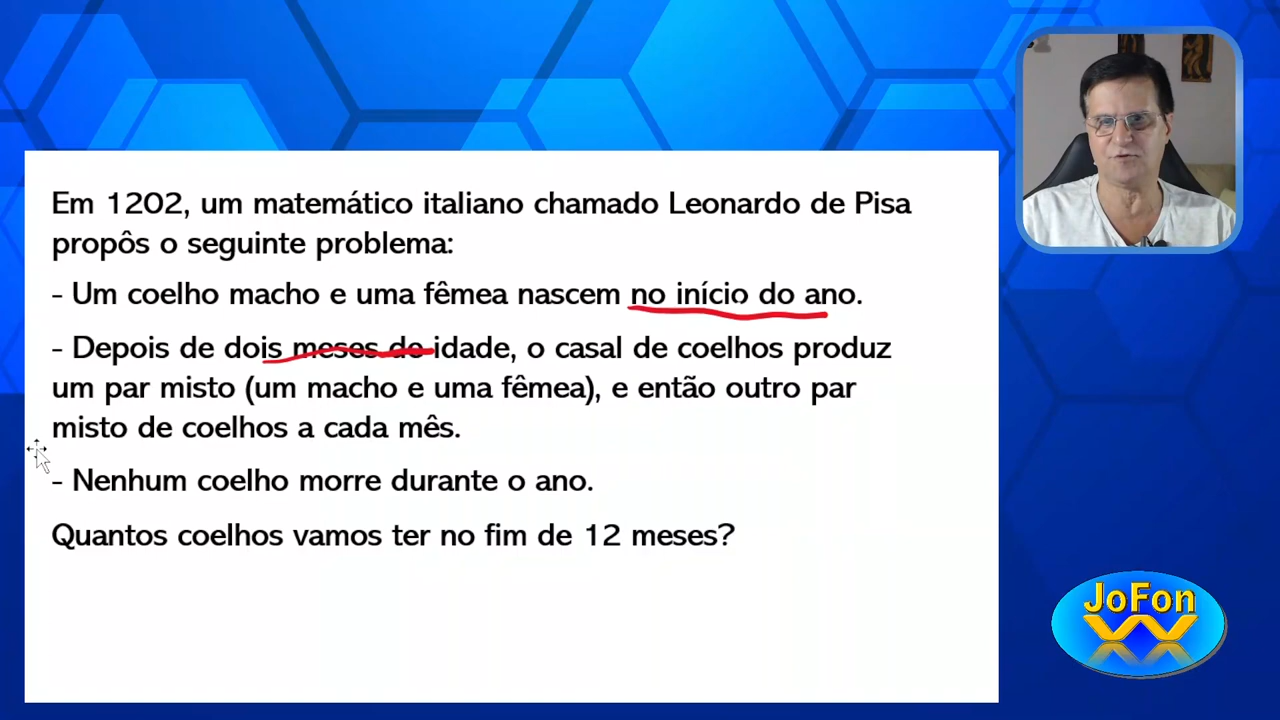 Em 1202, um matemático italiano chamado Leonardo de Pisa
propôs o seguinte problema:
- Um coelho macho e uma fêmea nascem no início do ano.
- Depois de dois meses de idade, o casal de coelhos produz
um par misto (um macho e uma fêmea), e então outro par
misto de coelhos a cada mês.
- Nenhum coelho morre durante o ano.
Quantos coelhos vamos ter no fim de 12 meses?
JoFon